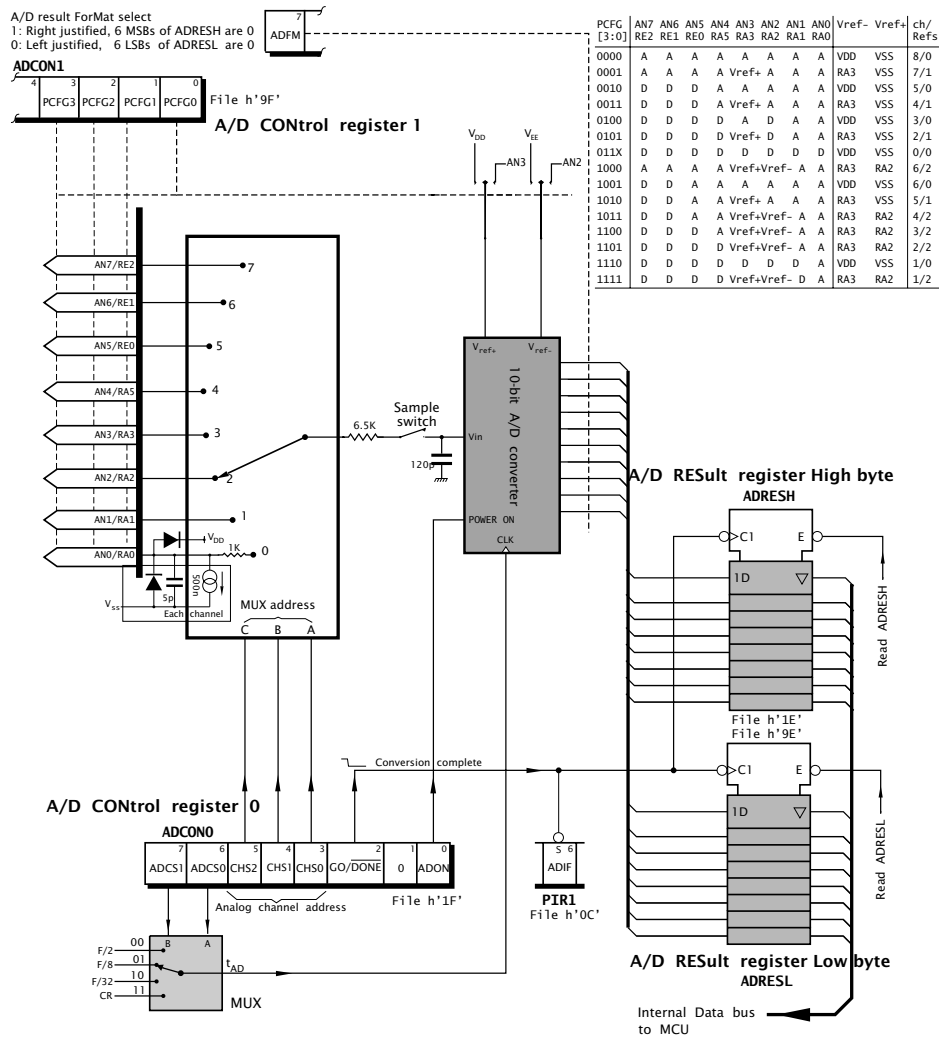 A/D result ForMat select
1: Right justified, 6 MSBs of ADRESH are 0
0: Left justified, 6 LSBs of ADRESL are 0
7
ADFM
ADCON1
4 3 2 1 0
PCFG3 PCFG2 PCFG1 PCFG0
File h'9F'
A/D CONtrol register 1
PCFG AN7 AN6 AN5 AN4 AN3 AN2 AN1 AN0 Vref- Vref+ ch/
[3:0] RE2 RE1 RE0 RA5 RA3 RA2 RA1 RA0 Refs
0000 A A A A A A A A VDD VSS 8/0
0001 A A A A Vref+ A A A RA3 VSS 7/1
0010 D D D A A A A A VDD VSS 5/0
0011 D D D A Vref+ A A A RA3 VSS 4/1
0100 D D D D A D A A VDD VSS 3/0
0101 D D D D Vref+ D A A RA3 VSS 2/1
011X D D D D D D D D VDD VSS 0/0
1000 A A A A Vref+ Vref- A A RA3 RA2 6/2
1001 D D A A A A A A VDD VSS 6/0
1010 D D A A Vref+ A A A RA3 VSS 5/1
1011 D D A A Vref+ Vref- A A RA3 RA2 4/2
1100 D D D A Vref+ Vref- A A RA3 RA2 3/2
1101 D D D D Vref+ Vref- A A RA3 RA2 2/2
1110 D D D D D D D A VDD VSS 1/0
1111 D D D D Vref+ Vref- D A RA3 RA2 1/2
VDD
VEE
AN3
AN2
AN7/RE2
7
AN6/RE1
6
AN5/RE0
5
AN4/RA5
4
AN3/RA3
3
AN2/RA2
2
AN1/RA1
1
AN0/RA0
0
VDD
1K
5p
500n
Vss
Each channel
MUX address
C B A
6.5K
Sample
switch
120p
Vref+ Vref-
10-bit A/D converter
Vin
POWER ON
CLK
A/D RESult register High byte
ADRESH
C1 E
1D
Read ADRESH
File h'1E'
File h'9E'
Conversion complete
C1 E
1D
Read ADRESL
A/D RESult register Low byte
ADRESL
A/D CONtrol register 0
ADCON0
7 6 5 4 3 2 1 0
ADCS1 ADCS0 CHS2 CHS1 CHS0 GO/DONE 0 ADON
Analog channel address
File h'1F'
S 6
ADIF
PIR1
File h'0C'
B A
F/2 00
F/8 01
F/32 10
CR 11
tAD
MUX
Internal Data bus
to MCU